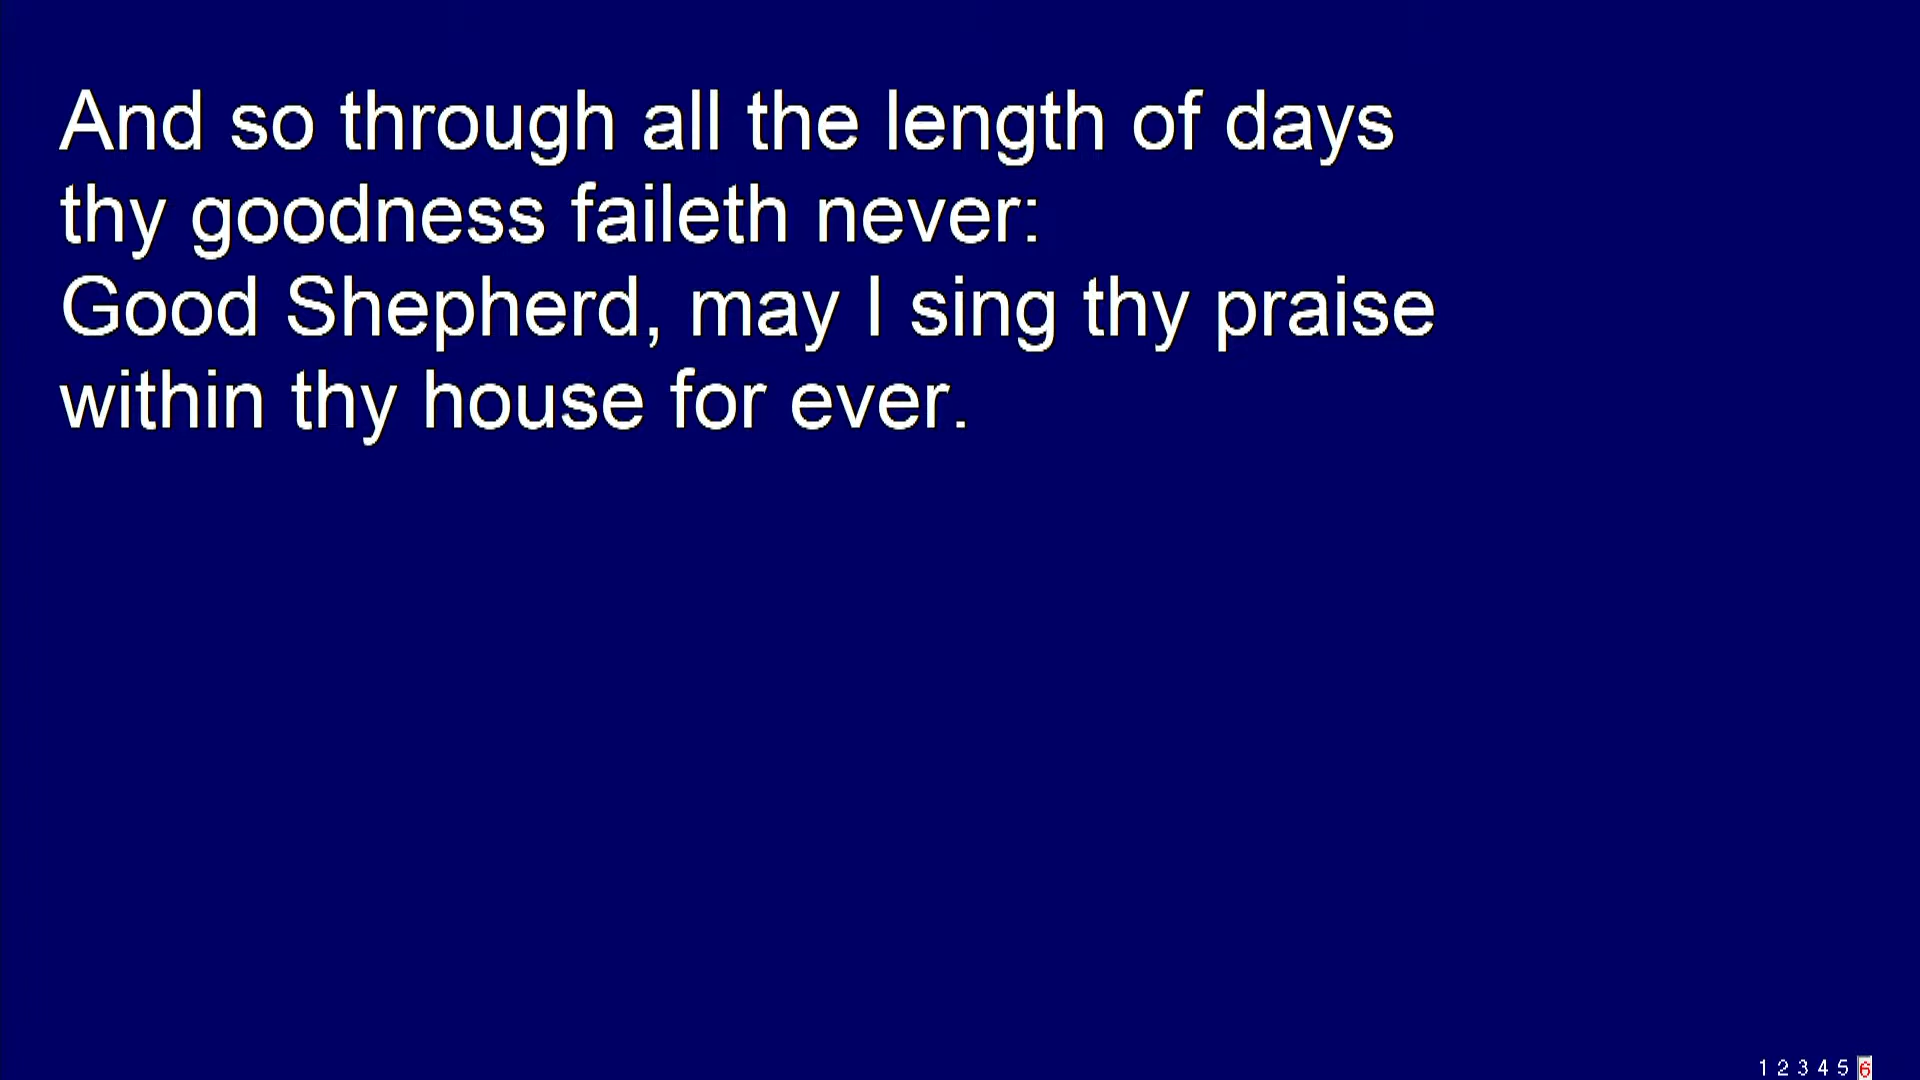 And so through all the length of days
thy goodness faileth never:
Good Shepherd, may I sing thy praise
within thy house for ever.
1 2 3 4 5 6